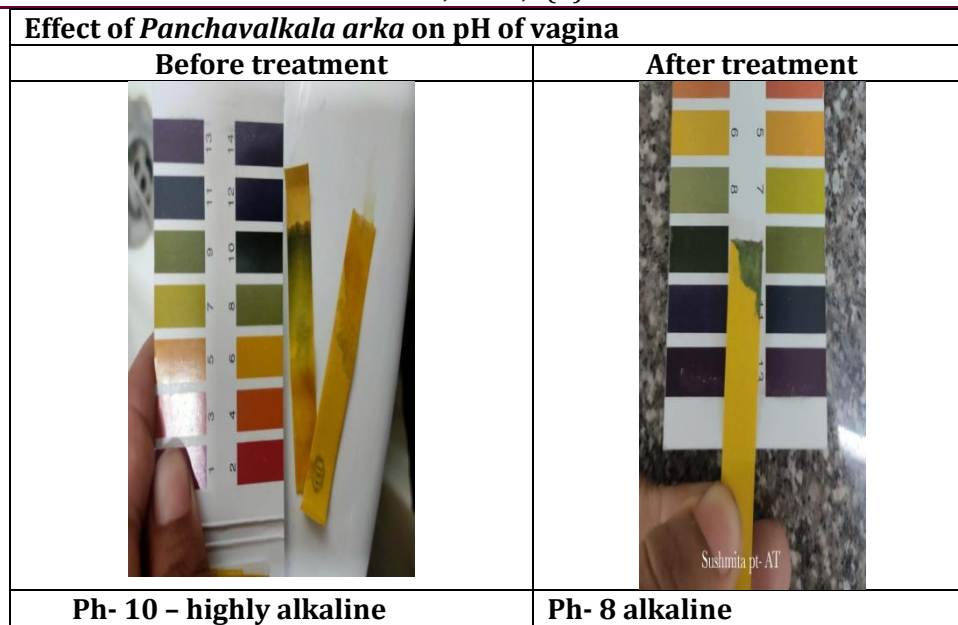 Effect of Panchavalkala arka on pH of vagina
Before treatment After treatment
13 14
11 12
9 10
7 8
5 6
3 4
1 2
6 5
8 7
13
Sushmita pt- AT
Ph- 10 – highly alkaline Ph- 8 alkaline